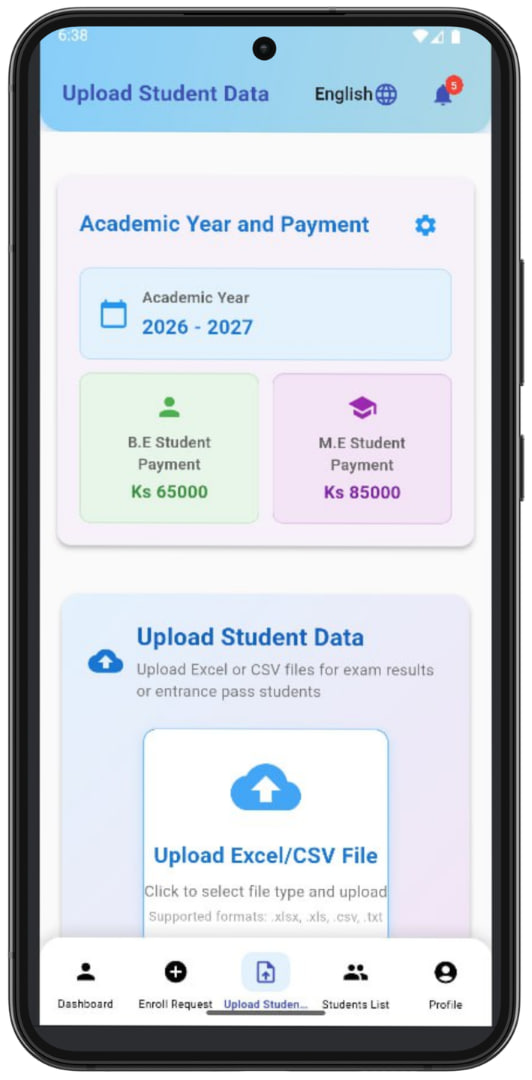 6:38
Upload Student Data
English
5
Academic Year and Payment
Academic Year
2026 - 2027
B.E Student
Payment
Ks 65000
M.E Student
Payment
Ks 85000
Upload Student Data
Upload Excel or CSV files for exam results
or entrance pass students
Upload Excel/CSV File
Click to select file type and upload
Supported formats: .xlsx, .xls, .csv, .txt
Dashboard
Enroll Request
Upload Studen...
Students List
Profile